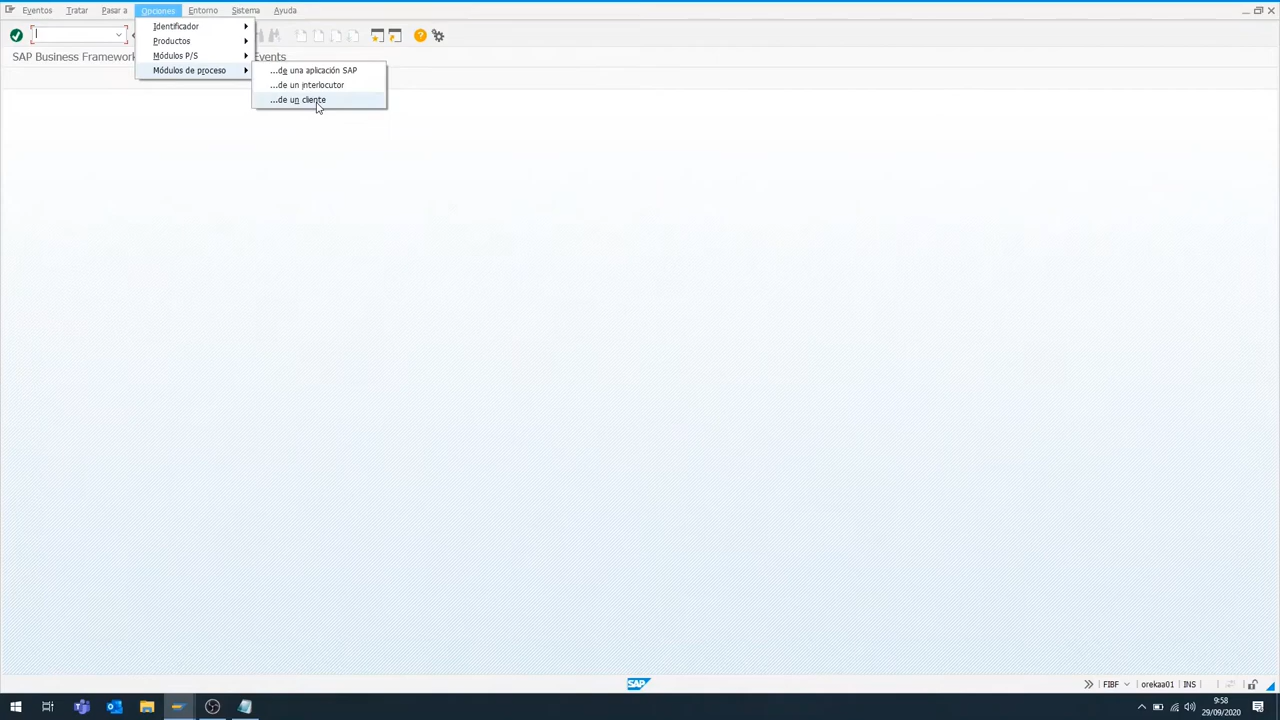 Eventos Tratar Pasar a Opciones Entorno Sistema Ayuda
Identificador
Productos
Módulos P/S
Módulos de proceso
...de una aplicación SAP
...de un interlocutor
...de un cliente
SAP Business Framework Events
SAP
FIBF orekaa01 INS
9:58
29/09/2020